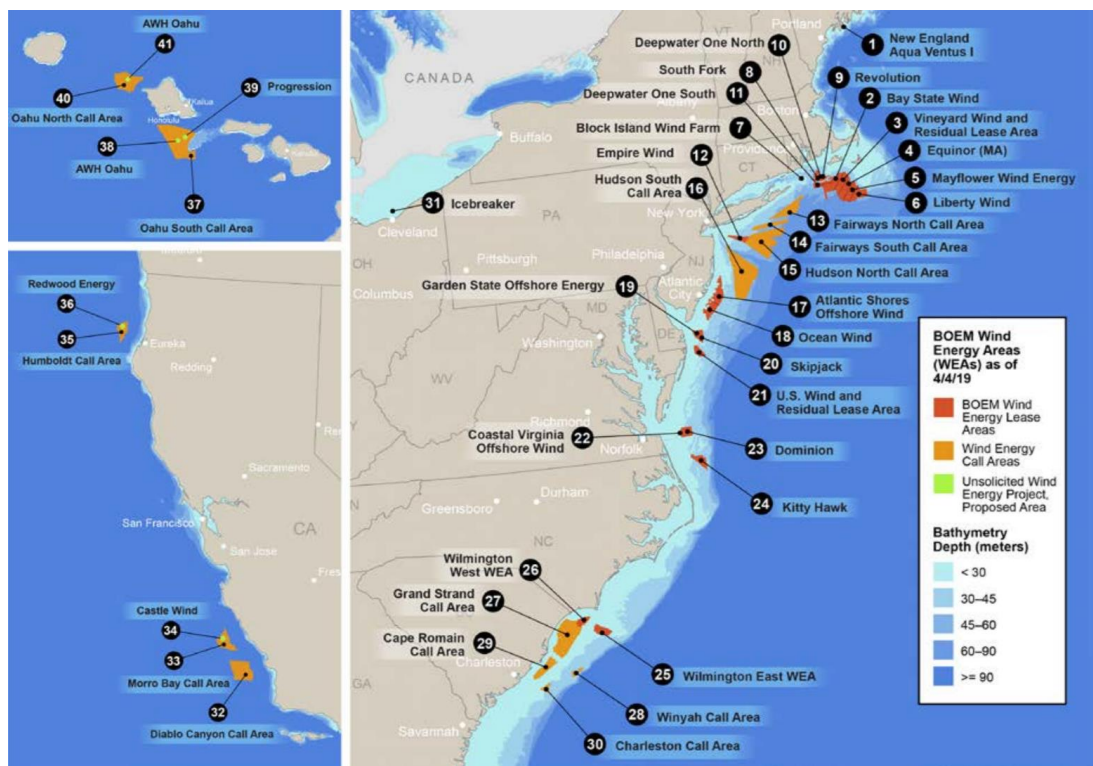 AWH Oahu
41
39
Progression
40
Oahu North Call Area
Kailua
Honolulu
38
AWH Oahu
Kahului
37
Oahu South Call Area
Redwood Energy
36
35
Humboldt Call Area
Eureka
Redding
Sacramento
San Francisco
CA
San Jose
Castle Wind
34
33
Morro Bay Call Area
32
Diablo Canyon Call Area
CANADA
Portland
VT
NH
Deepwater One North
10
1
New England
Aqua Ventus I
South Fork
8
9
Revolution
Deepwater One South
11
Albany
Boston
2
Bay State Wind
Buffalo
Block Island Wind Farm
7
Providence
3
Vineyard Wind and
Residual Lease Area
Empire Wind
12
CT
4
Equinor (MA)
Hudson South
Call Area
16
5
Mayflower Wind Energy
6
Liberty Wind
31
Icebreaker
Cleveland
PA
New York
13
Fairways North Call Area
14
Fairways South Call Area
OH
Pittsburgh
Philadelphia
NJ
15
Hudson North Call Area
Columbus
Garden State Offshore Energy
19
Atlantic
City
17
Atlantic Shores
Offshore Wind
MD
DE
18
Ocean Wind
Washington
20
Skipjack
WV
21
U.S. Wind and
Residual Lease Area
Richmond
Coastal Virginia
Offshore Wind
22
Norfolk
23
Dominion
24
Kitty Hawk
Greensboro
Durham
NC
Wilmington
West WEA
26
Grand Strand
Call Area
27
Cape Romain
Call Area
29
Charleston
25
Wilmington East WEA
GA
28
Winyah Call Area
Savannah
30
Charleston Call Area
BOEM Wind
Energy Areas
(WEAs) as of
4/4/19
BOEM Wind
Energy Lease
Areas
Wind Energy
Call Areas
Unsolicited Wind
Energy Project,
Proposed Area
Bathymetry
Depth (meters)
< 30
30–45
45–60
60–90
>= 90